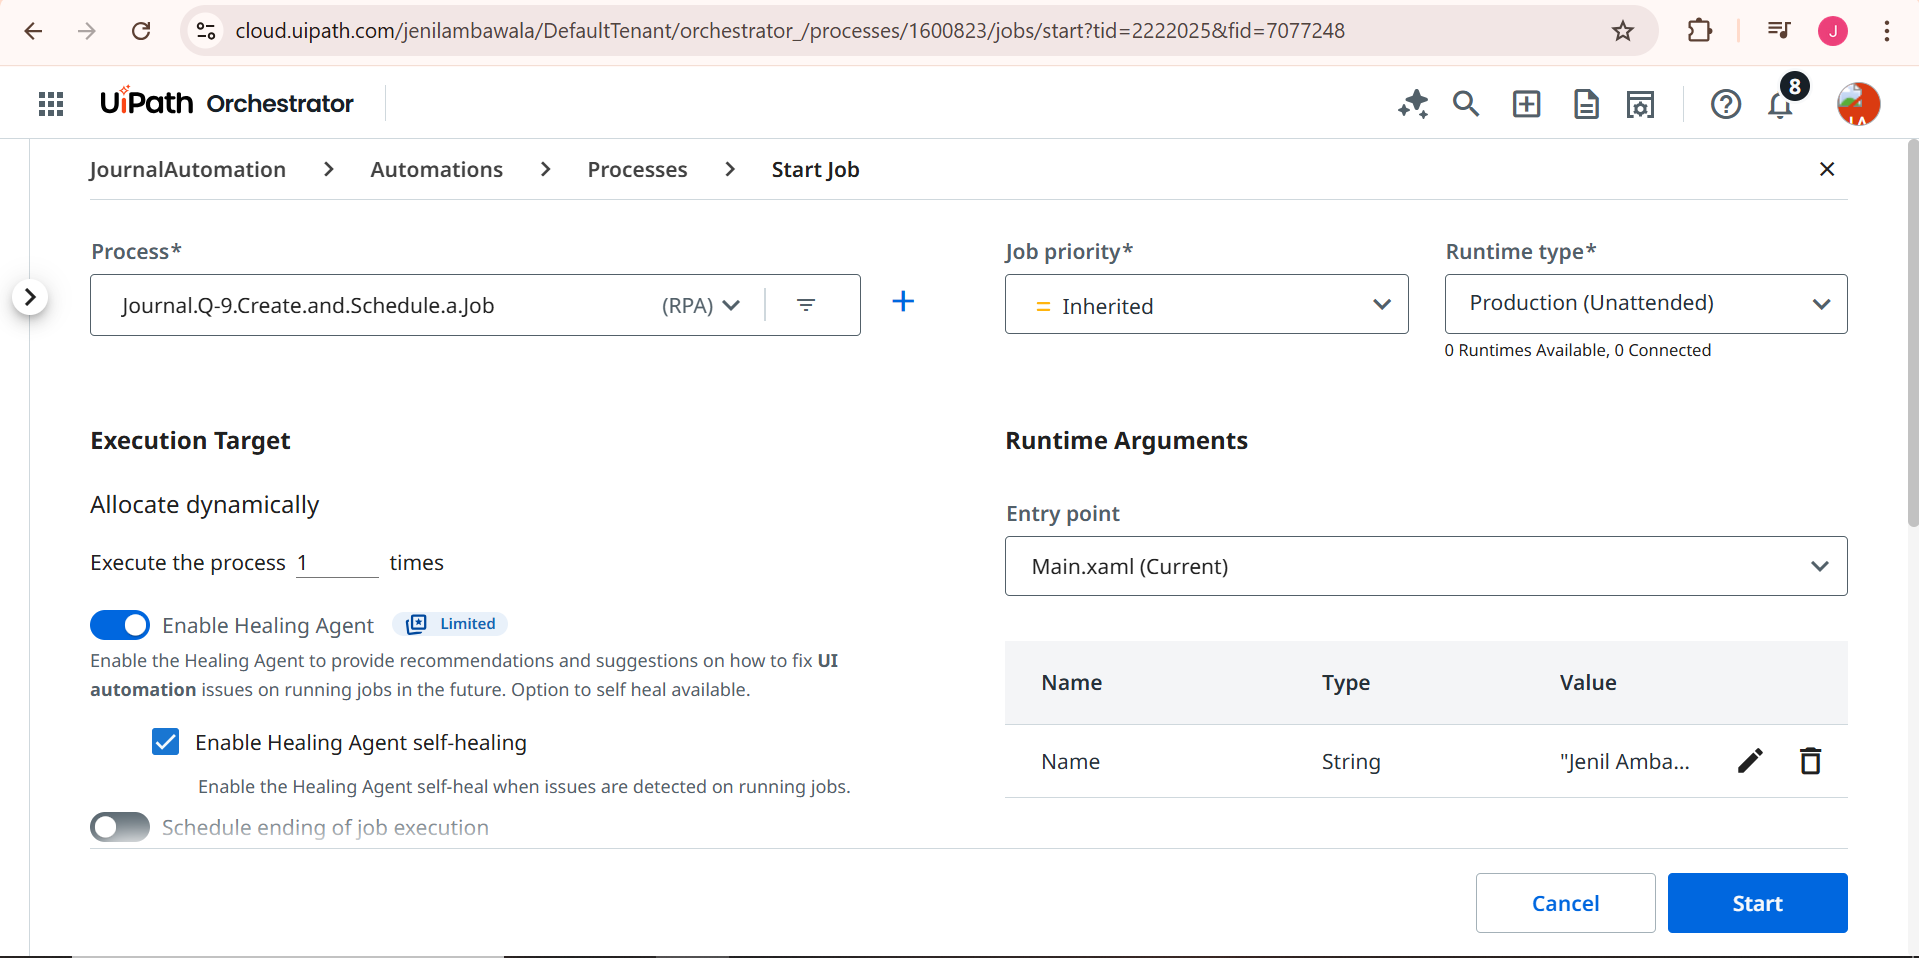 cloud.uipath.com/jenilambawala/DefaultTenant/orchestrator_/processes/1600823/jobs/start?tid=2222025&fid=7077248
J
UiPath Orchestrator
8
JournalAutomation > Automations > Processes > Start Job
Process*
Journal.Q-9.Create.and.Schedule.a.Job (RPA)
Job priority*
= Inherited
Runtime type*
Production (Unattended)
0 Runtimes Available, 0 Connected
Execution Target
Allocate dynamically
Execute the process 1 times
Enable Healing Agent Limited
Enable the Healing Agent to provide recommendations and suggestions on how to fix UI
automation issues on running jobs in the future. Option to self heal available.
Enable Healing Agent self-healing
Enable the Healing Agent self-heal when issues are detected on running jobs.
Schedule ending of job execution
Runtime Arguments
Entry point
Main.xaml (Current)
Name Type Value
Name String "Jenil Amba...
Cancel
Start